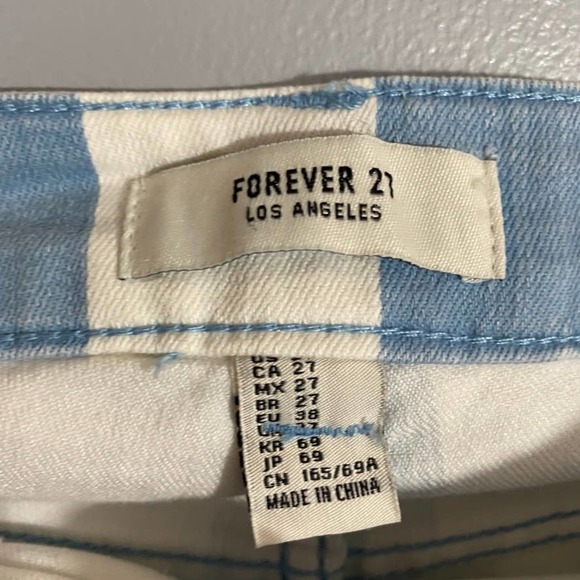 FOREVER 21
LOS ANGELES
CA 27
MX 27
BR 27
EU 38
KR 69
JP 69
CN 165/69A
MADE IN CHINA